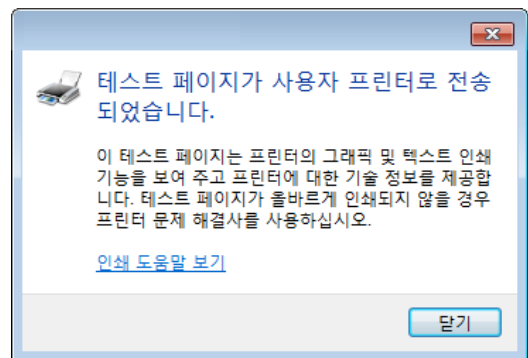 테스트 페이지가 사용자 프린터로 전송
되었습니다.
이 테스트 페이지는 프린터의 그래픽 및 텍스트 인쇄
기능을 보여 주고 프린터에 대한 기술 정보를 제공합
니다. 테스트 페이지가 올바르게 인쇄되지 않을 경우
프린터 문제 해결사를 사용하십시오.
인쇄 도움말 보기
닫기